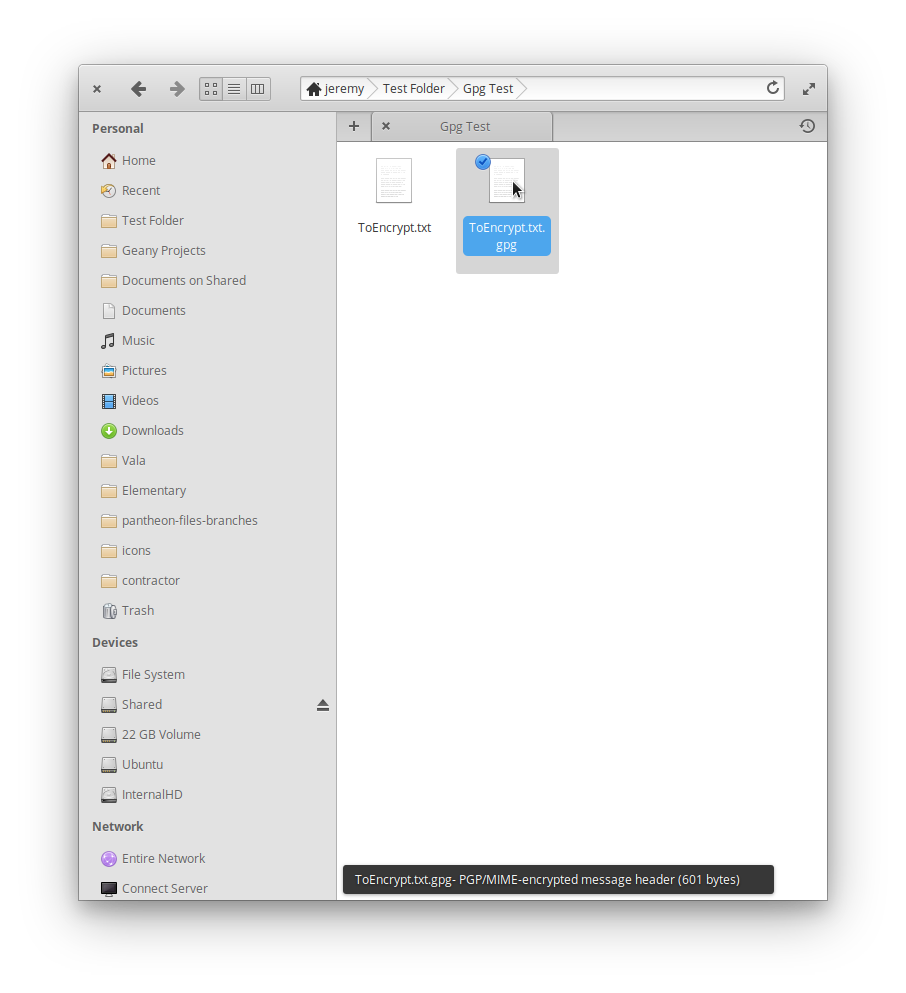 jeremy Test Folder Gpg Test
Personal
Gpg Test
Home
Recent
Test Folder
Geany Projects
Documents on Shared
Documents
Music
Pictures
Videos
Downloads
Vala
Elementary
pantheon-files-branches
icons
contractor
Trash
Devices
File System
Shared
22 GB Volume
Ubuntu
InternalHD
Network
Entire Network
Connect Server
ToEncrypt.txt
ToEncrypt.txt.
gpg
ToEncrypt.txt.gpg- PGP/MIME-encrypted message header (601 bytes)